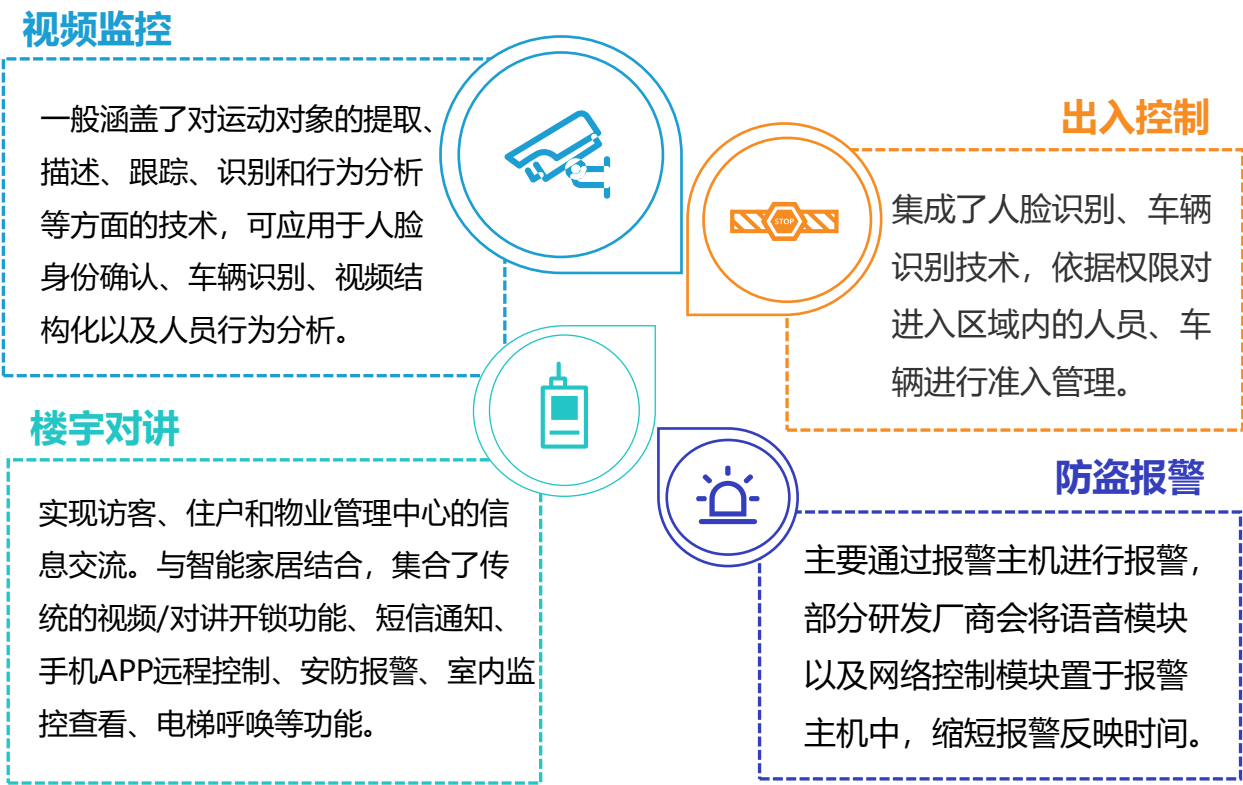 视频监控
一般涵盖了对运动对象的提取、
描述、跟踪、识别和行为分析
等方面的技术，可应用于人脸
身份确认、车辆识别、视频结
构化以及人员行为分析。
出入控制
STOP
集成了人脸识别、车辆
识别技术，依据权限对
进入区域内的人员、车
辆进行准入管理。
楼宇对讲
实现访客、住户和物业管理中心的信
息交流。与智能家居结合，集合了传
统的视频/对讲开锁功能、短信通知、
手机APP远程控制、安防报警、室内监
控查看、电梯呼唤等功能。
防盗报警
主要通过报警主机进行报警，
部分研发厂商会将语音模块
以及网络控制模块置于报警
主机中，缩短报警反映时间。